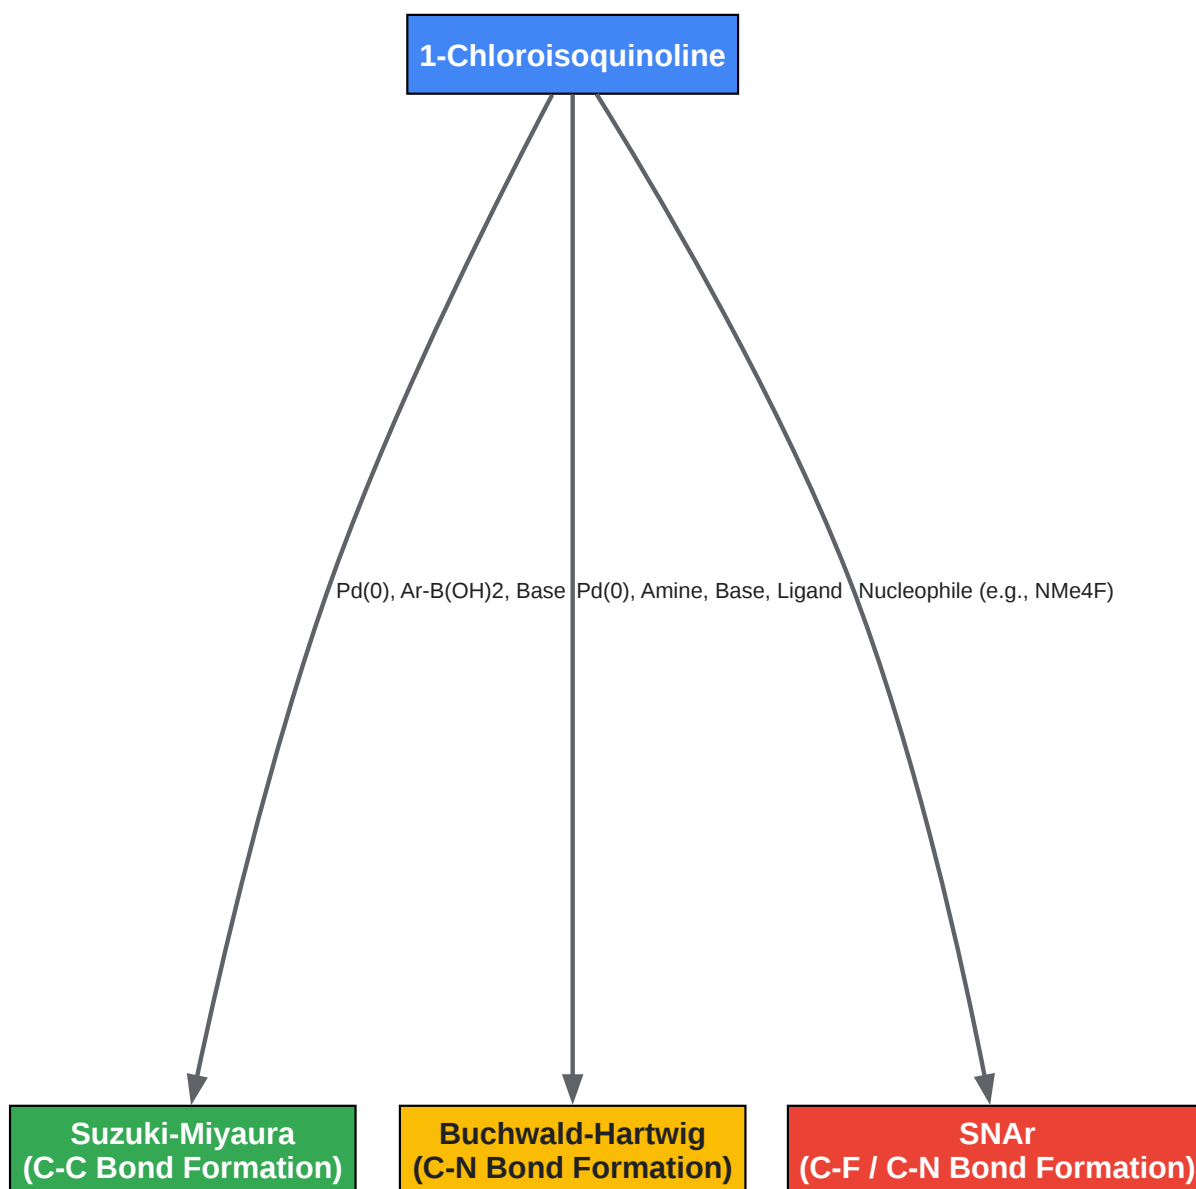 1-Chloroisoquinoline
Pd(0), Ar-B(OH)2, Base
Pd(0), Amine, Base, Ligand
Nucleophile (e.g., NMe4F)
Suzuki-Miyaura
(C-C Bond Formation)
Buchwald-Hartwig
(C-N Bond Formation)
SNAr
(C-F / C-N Bond Formation)